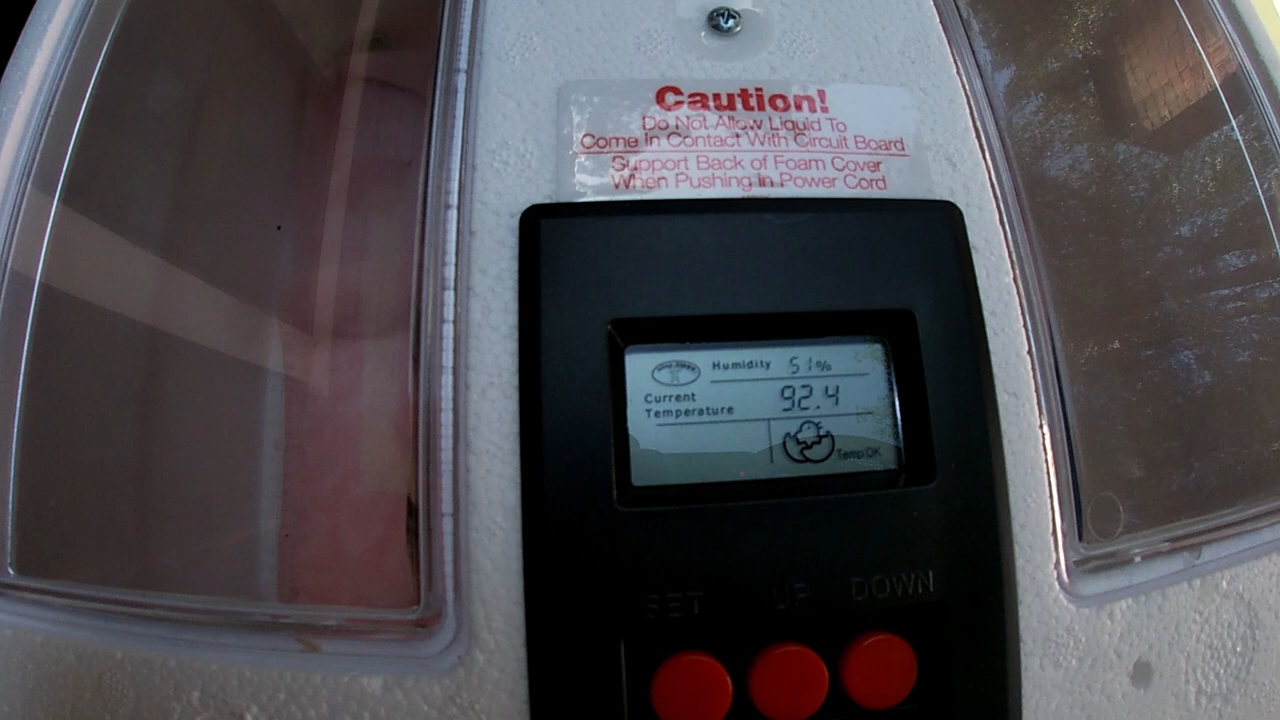 Caution!
Do Not Allow Liquid To
Come In Contact With Circuit Board
Support Back of Foam Cover
When Pushing In Power Cord
Humidity 51%
Current
Temperature 92.4
Temp OK
SET UP DOWN